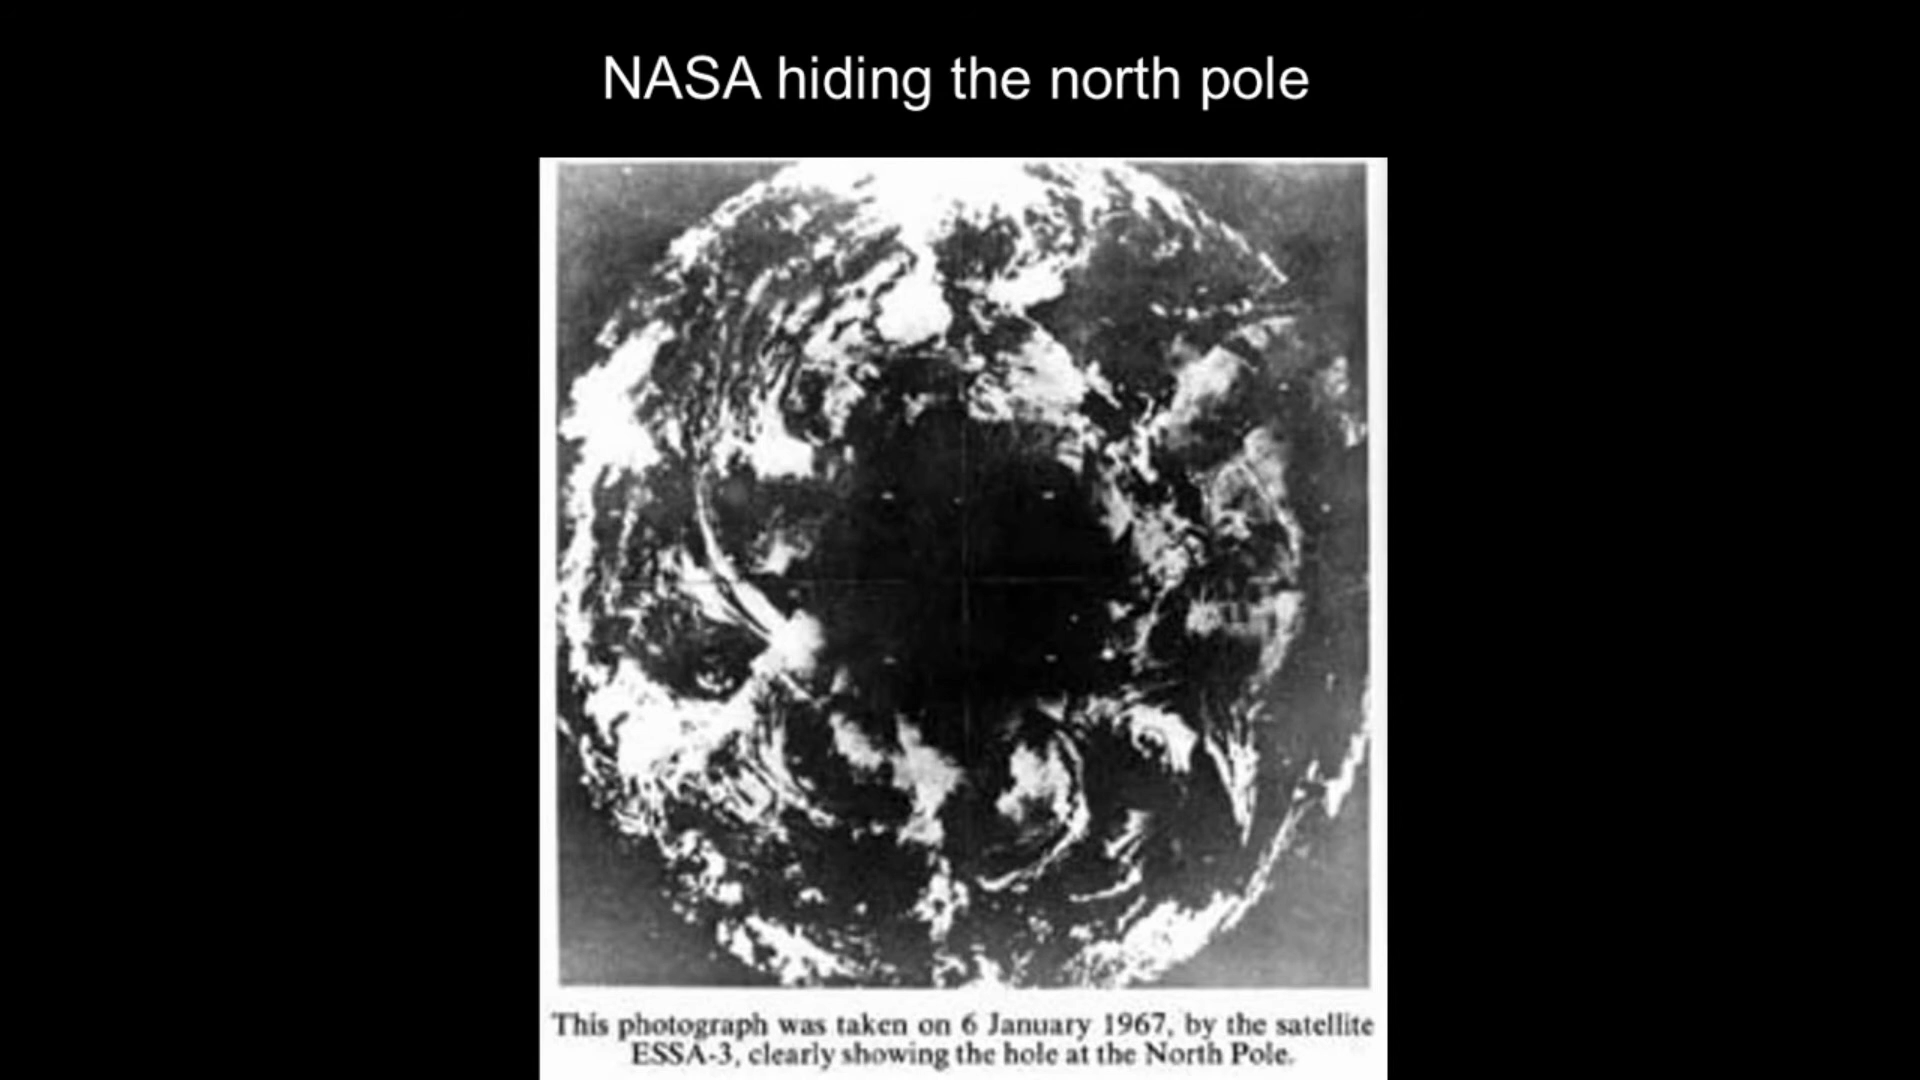 NASA hiding the north pole
This photograph was taken on 6 January 1967, by the satellite
ESSA-3, clearly showing the hole at the North Pole.